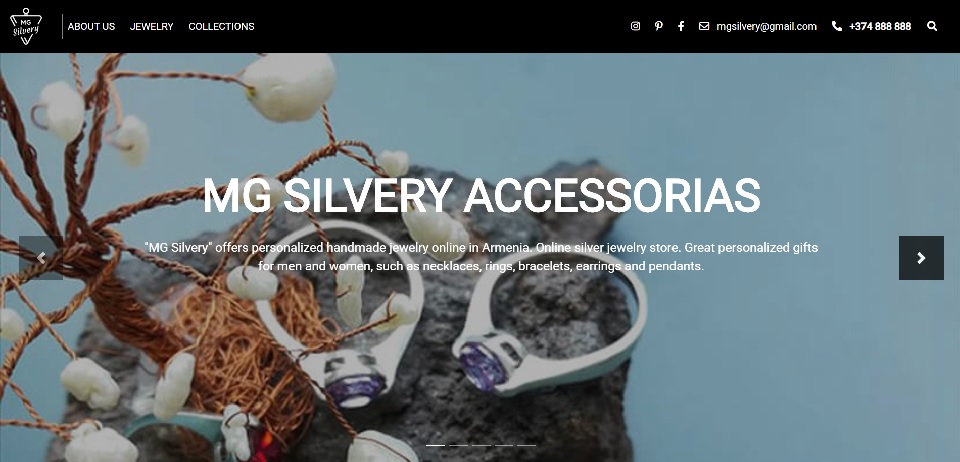 MG
Silvery
ABOUT US
JEWELRY
COLLECTIONS
mgsilvery@gmail.com
+374 888 888
MG SILVERY ACCESSORIAS
"MG Silvery" offers personalized handmade jewelry online in Armenia. Online silver jewelry store. Great personalized gifts
for men and women, such as necklaces, rings, bracelets, earrings and pendants.